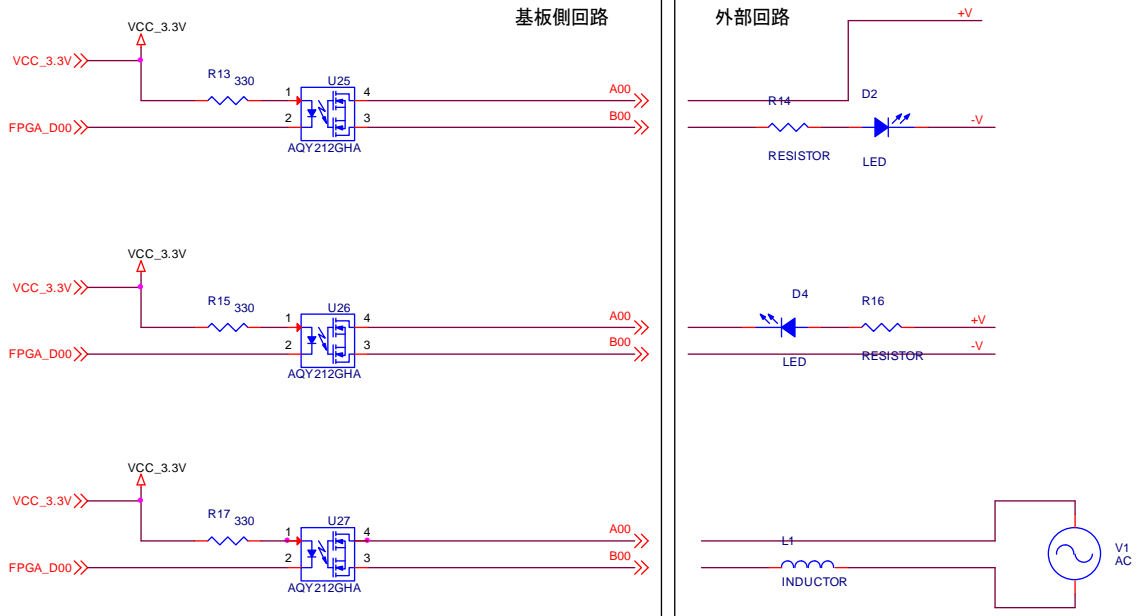 基板側回路
外部回路
VCC_3.3V
+V
VCC_3.3V
R13
330
U25
1
4
A00
R14
D2
FPGA_D00
2
3
B00
-V
AQY212GHA
RESISTOR
LED
VCC_3.3V
VCC_3.3V
R15
330
U26
D4
R16
1
4
A00
+V
FPGA_D00
2
3
B00
-V
AQY212GHA
LED
RESISTOR
VCC_3.3V
VCC_3.3V
R17
330
U27
1
4
A00
L1
V1
AC
FPGA_D00
2
3
B00
AQY212GHA
INDUCTOR